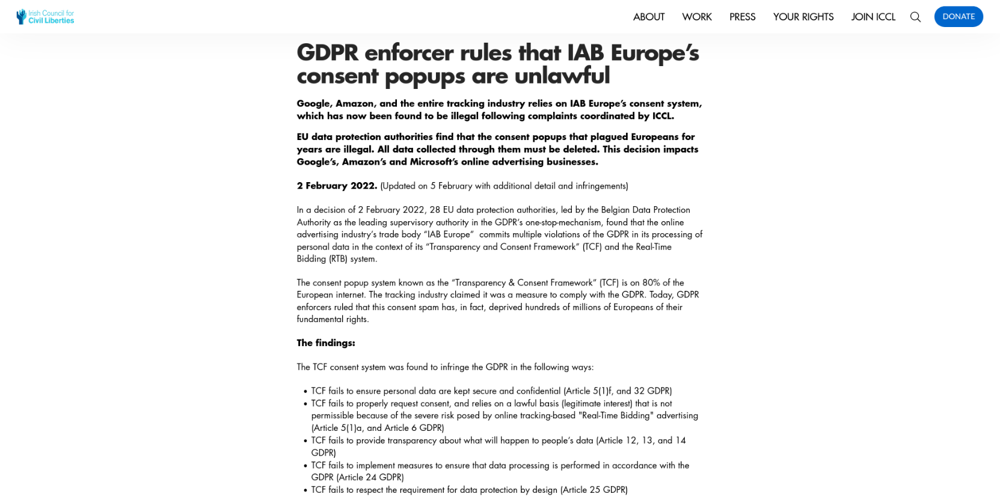 Irish Council for
Civil Liberties
ABOUT
WORK
PRESS
YOUR RIGHTS
JOIN ICCL
DONATE
GDPR enforcer rules that IAB Europe’s
consent popups are unlawful
Google, Amazon, and the entire tracking industry relies on IAB Europe’s consent system,
which has now been found to be illegal following complaints coordinated by ICCL.
EU data protection authorities find that the consent popups that plagued Europeans for
years are illegal. All data collected through them must be deleted. This decision impacts
Google’s, Amazon’s and Microsoft’s online advertising businesses.
2 February 2022. (Updated on 5 February with additional detail and infringements)
In a decision of 2 February 2022, 28 EU data protection authorities, led by the Belgian Data Protection
Authority as the leading supervisory authority in the GDPR’s one-stop-mechanism, found that the online
advertising industry’s trade body “IAB Europe”  commits multiple violations of the GDPR in its processing of
personal data in the context of its “Transparency and Consent Framework” (TCF) and the Real-Time
Bidding (RTB) system.
The consent popup system known as the “Transparency & Consent Framework” (TCF) is on 80% of the
European internet. The tracking industry claimed it was a measure to comply with the GDPR. Today, GDPR
enforcers ruled that this consent spam has, in fact, deprived hundreds of millions of Europeans of their
fundamental rights.
The findings:
The TCF consent system was found to infringe the GDPR in the following ways:
• TCF fails to ensure personal data are kept secure and confidential (Article 5(1)f, and 32 GDPR)
• TCF fails to properly request consent, and relies on a lawful basis (legitimate interest) that is not
permissible because of the severe risk posed by online tracking-based "Real-Time Bidding" advertising
(Article 5(1)a, and Article 6 GDPR)
• TCF fails to provide transparency about what will happen to people’s data (Article 12, 13, and 14
GDPR)
• TCF fails to implement measures to ensure that data processing is performed in accordance with the
GDPR (Article 24 GDPR)
• TCF fails to respect the requirement for data protection by design (Article 25 GDPR)